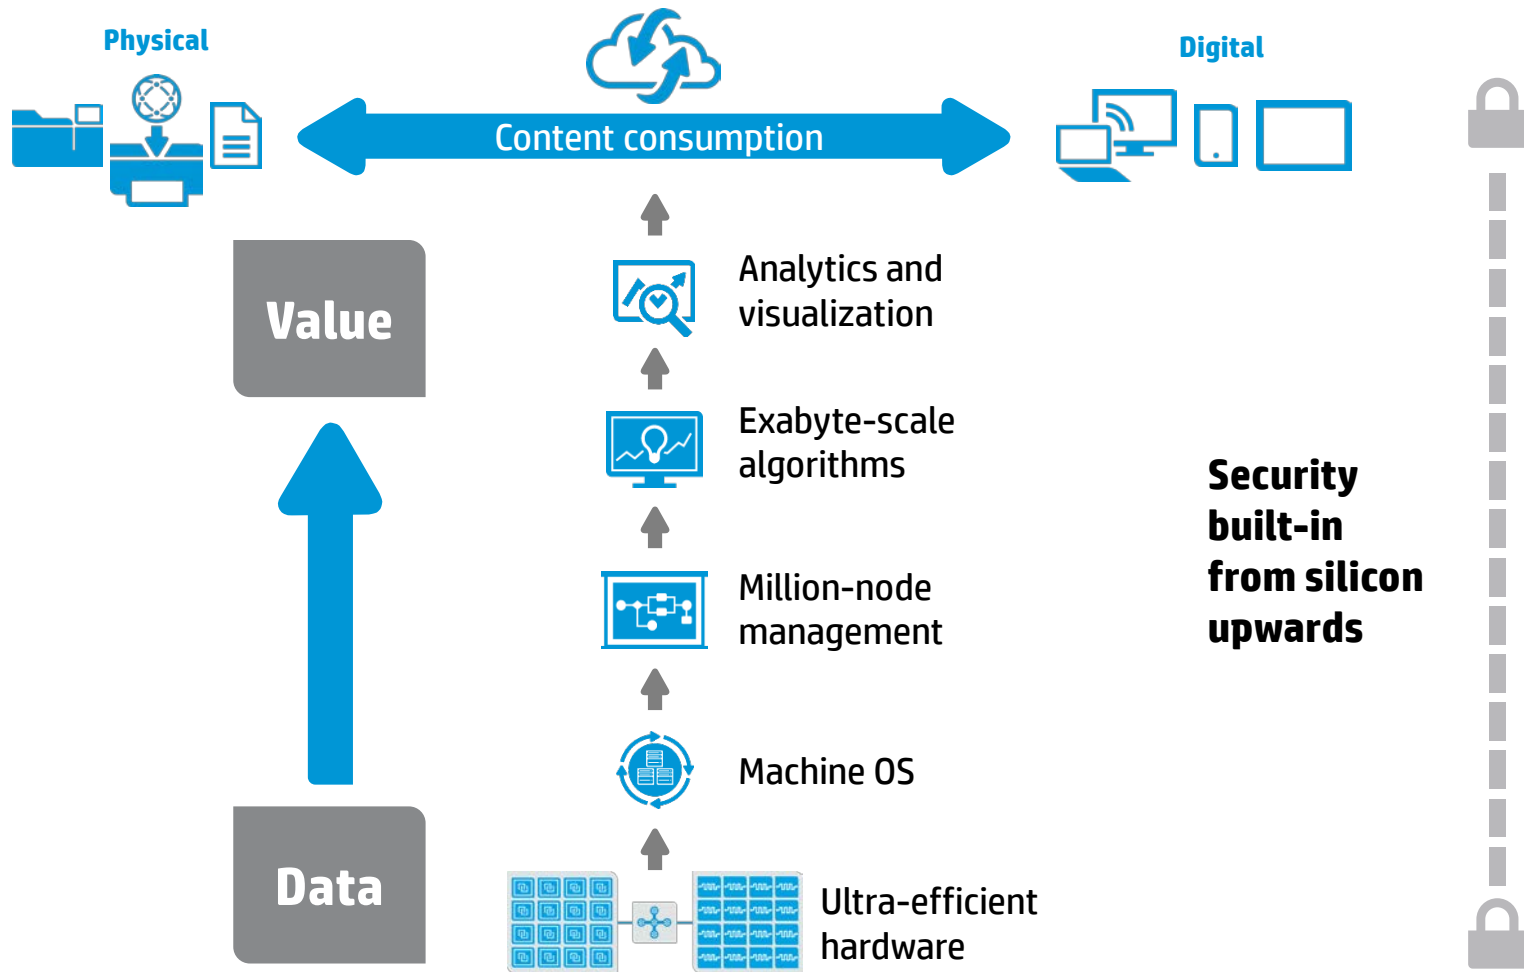 Physical
Digital
Content consumption
Value
Analytics and
visualization
Exabyte-scale
algorithms
Security
built-in
from silicon
upwards
Million-node
management
Machine OS
Data
Ultra-efficient
hardware